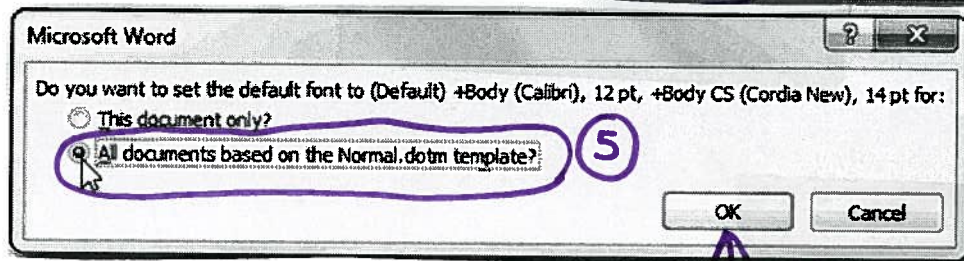 Microsoft Word
Do you want to set the default font to (Default) +Body (Calibri), 12 pt, +Body CS (Cordia New), 14 pt for:
This document only?
All documents based on the Normal.dotm template?
5
OK
Cancel